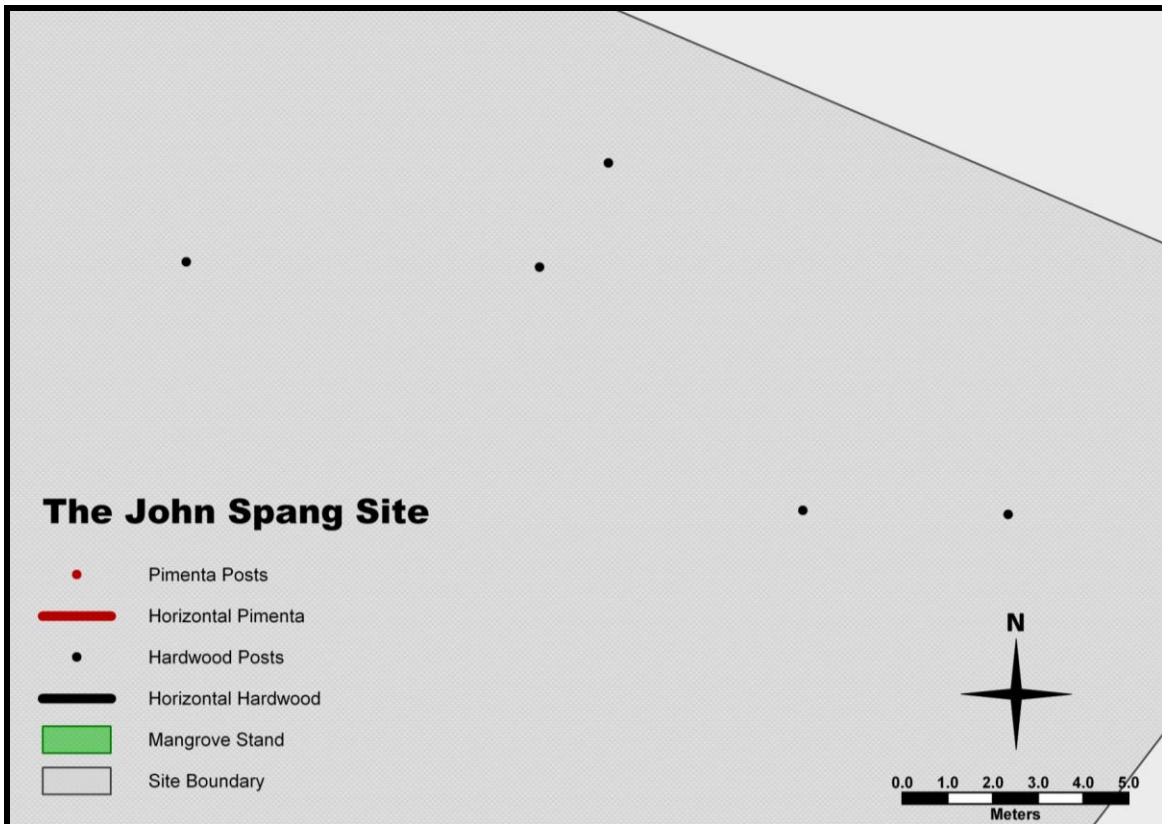 The John Spang Site
Pimenta Posts
Horizontal Pimenta
Hardwood Posts
Horizontal Hardwood
Mangrove Stand
Site Boundary
N
0.0 1.0 2.0 3.0 4.0 5.0
Meters